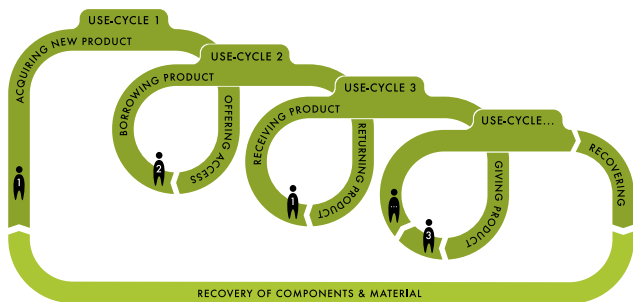 USE-CYCLE 1
ACQUIRING NEW PRODUCT
1
USE-CYCLE 2
BORROWING PRODUCT
OFFERING ACCESS
2
USE-CYCLE 3
RECEIVING PRODUCT
RETURNING PRODUCT
1
USE-CYCLE...
GIVING PRODUCT
...
3
RECOVERING
RECOVERY OF COMPONENTS & MATERIAL